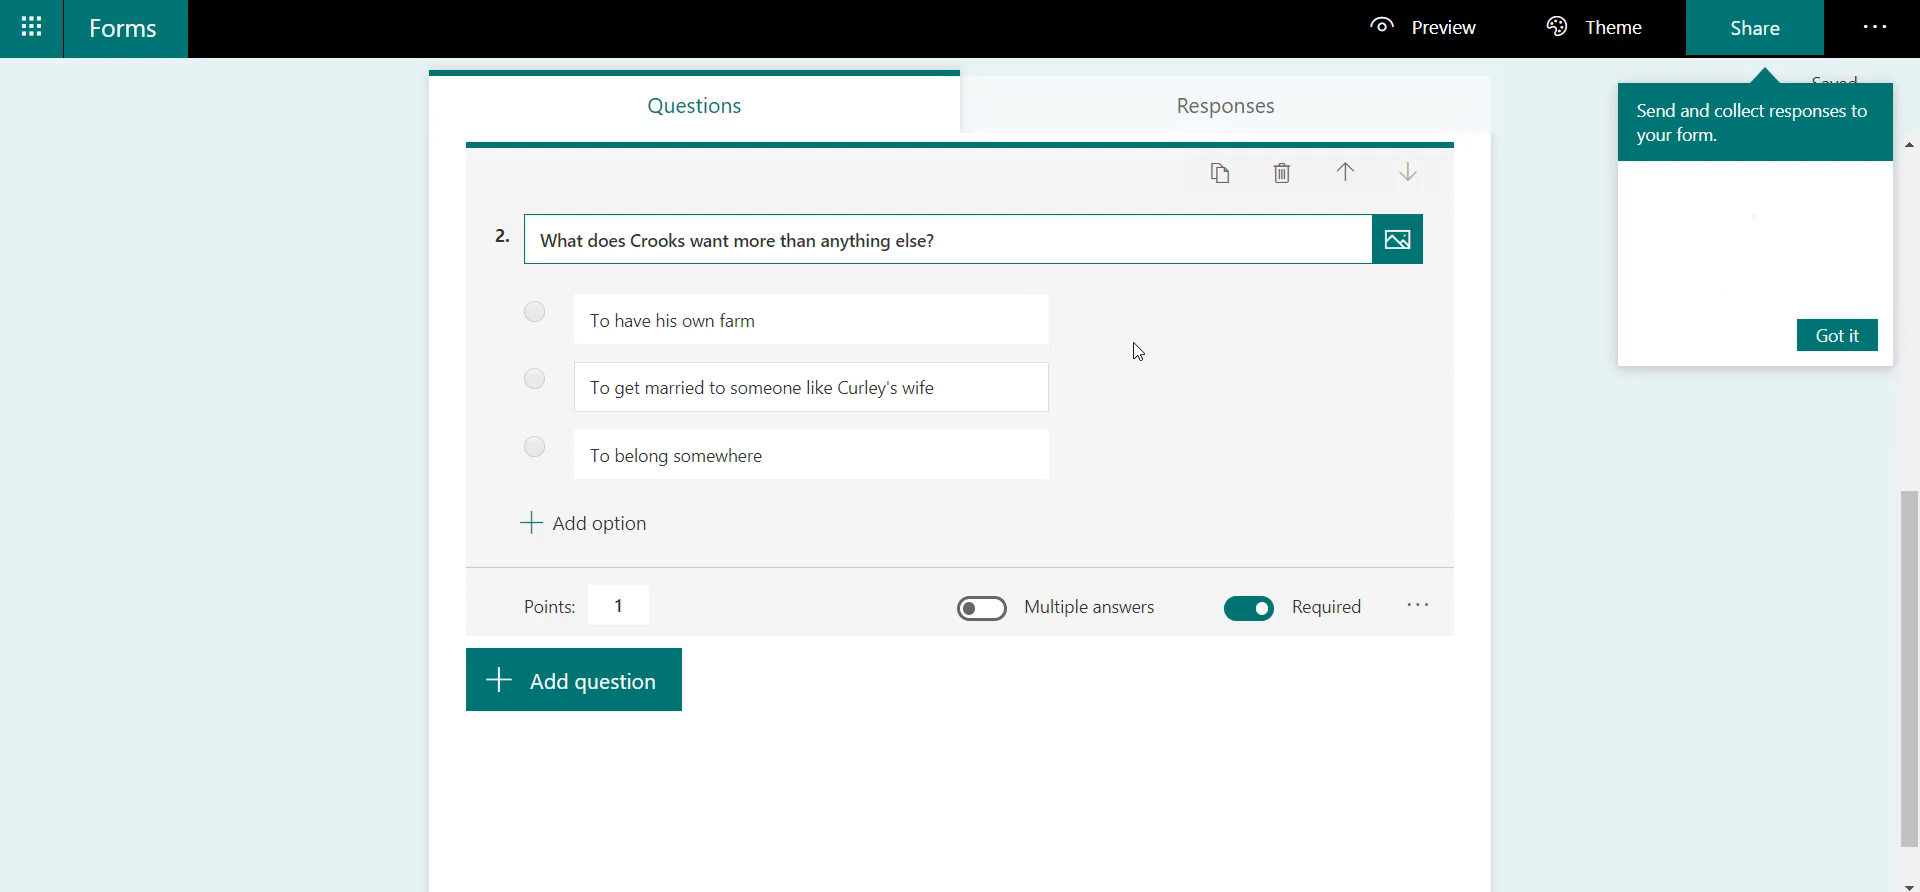 Forms
Preview
Theme
Share
Saved
Questions
Responses
Send and collect responses to
your form.
2.
What does Crooks want more than anything else?
To have his own farm
Got it
To get married to someone like Curley's wife
To belong somewhere
Add option
Points:
1
Multiple answers
Required
Add question